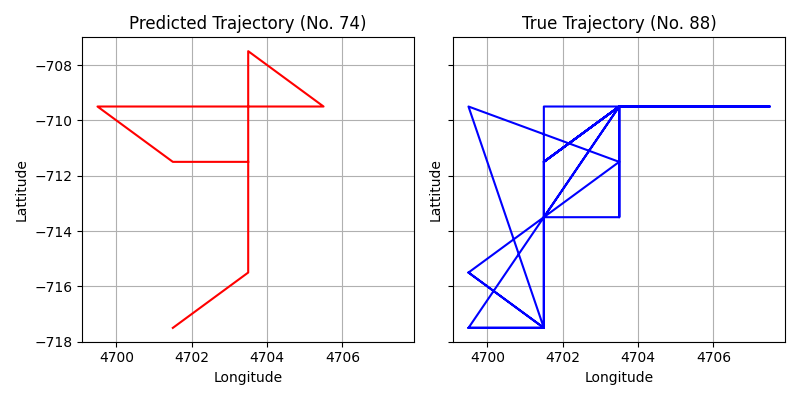 Predicted Trajectory (No. 74)
True Trajectory (No. 88)
Lattitude
−708
−710
−712
−714
−716
−718
4700
4702
4704
4706
Longitude
Lattitude
4700
4702
4704
4706
Longitude